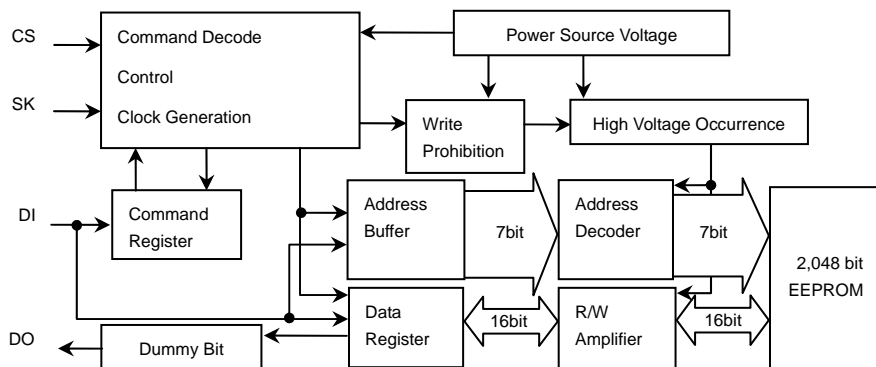 CS
Command Decode
Control
Clock Generation
SK
Power Source Voltage
Write
Prohibition
High Voltage Occurrence
DI
Command
Register
Address
Buffer
7bit
Address
Decoder
7bit
2,048 bit
EEPROM
Data
Register
16bit
R/W
Amplifier
16bit
DO
Dummy Bit